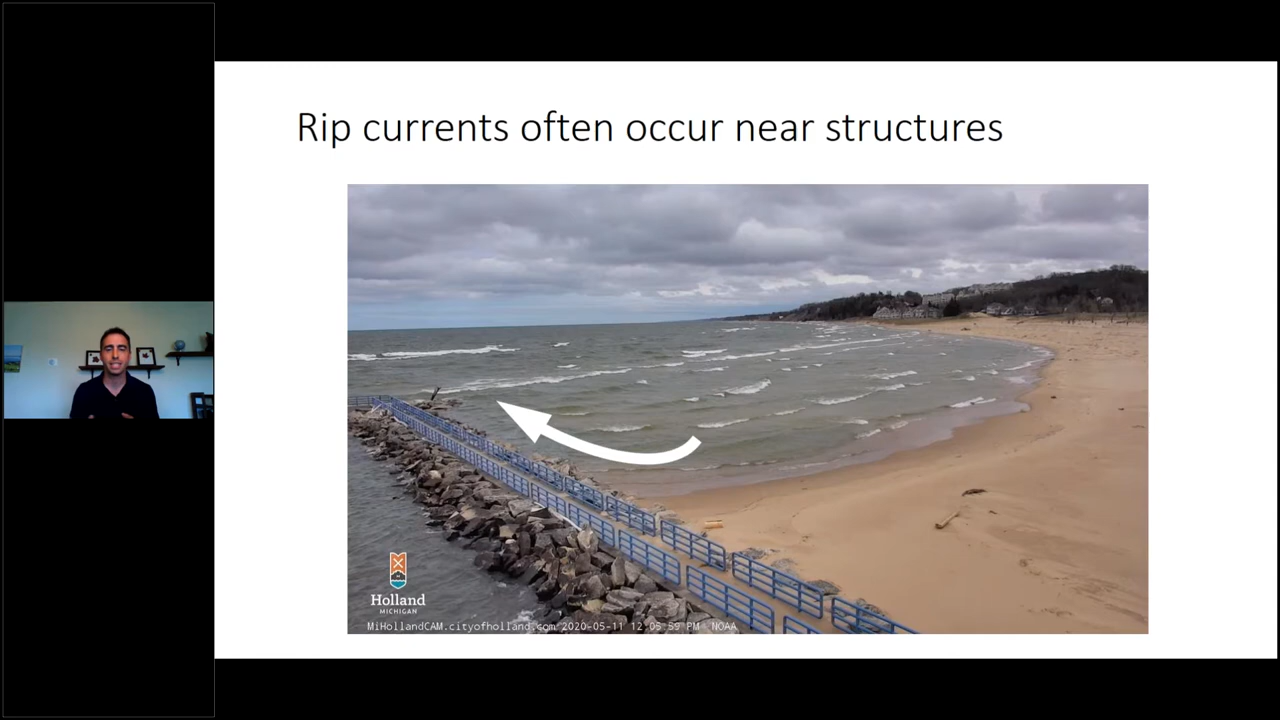 Rip currents often occur near structures
Holland
MICHIGAN
MiHollandCAM.cityofholland.com 2020-05-11 12:05:59 PM NOAA